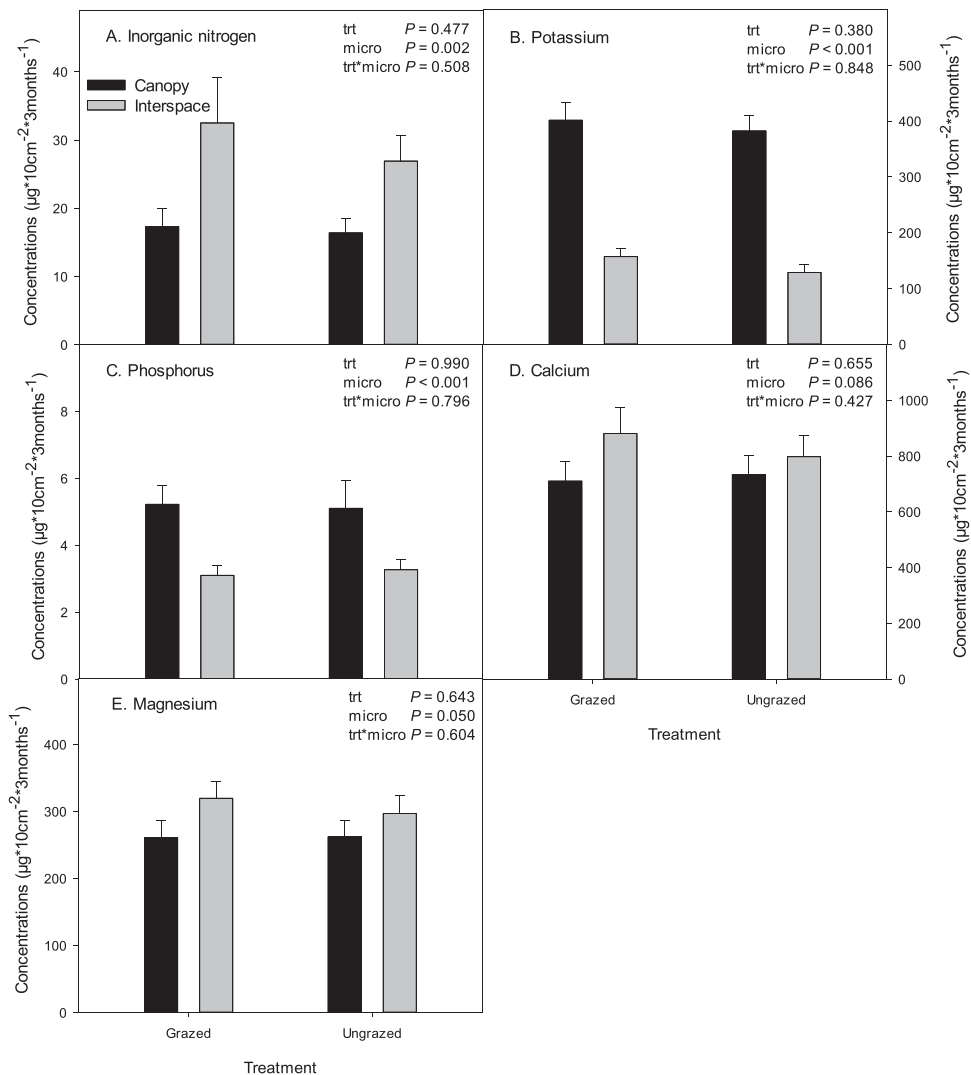 A. Inorganic nitrogen
trt P = 0.477
micro P = 0.002
trt*micro P = 0.508
Canopy
Interspace
Concentrations (µg*10cm⁻²*3months⁻¹)
40
30
20
10
0
B. Potassium
trt P = 0.380
micro P < 0.001
trt*micro P = 0.848
500
400
300
200
100
0
Concentrations (µg*10cm⁻²*3months⁻¹)
C. Phosphorus
trt P = 0.990
micro P < 0.001
trt*micro P = 0.796
Concentrations (µg*10cm⁻²*3months⁻¹)
8
6
4
2
0
D. Calcium
trt P = 0.655
micro P = 0.086
trt*micro P = 0.427
1000
800
600
400
200
0
Concentrations (µg*10cm⁻²*3months⁻¹)
Grazed Ungrazed
Treatment
E. Magnesium
trt P = 0.643
micro P = 0.050
trt*micro P = 0.604
Concentrations (µg*10cm⁻²*3months⁻¹)
400
300
200
100
0
Grazed Ungrazed
Treatment